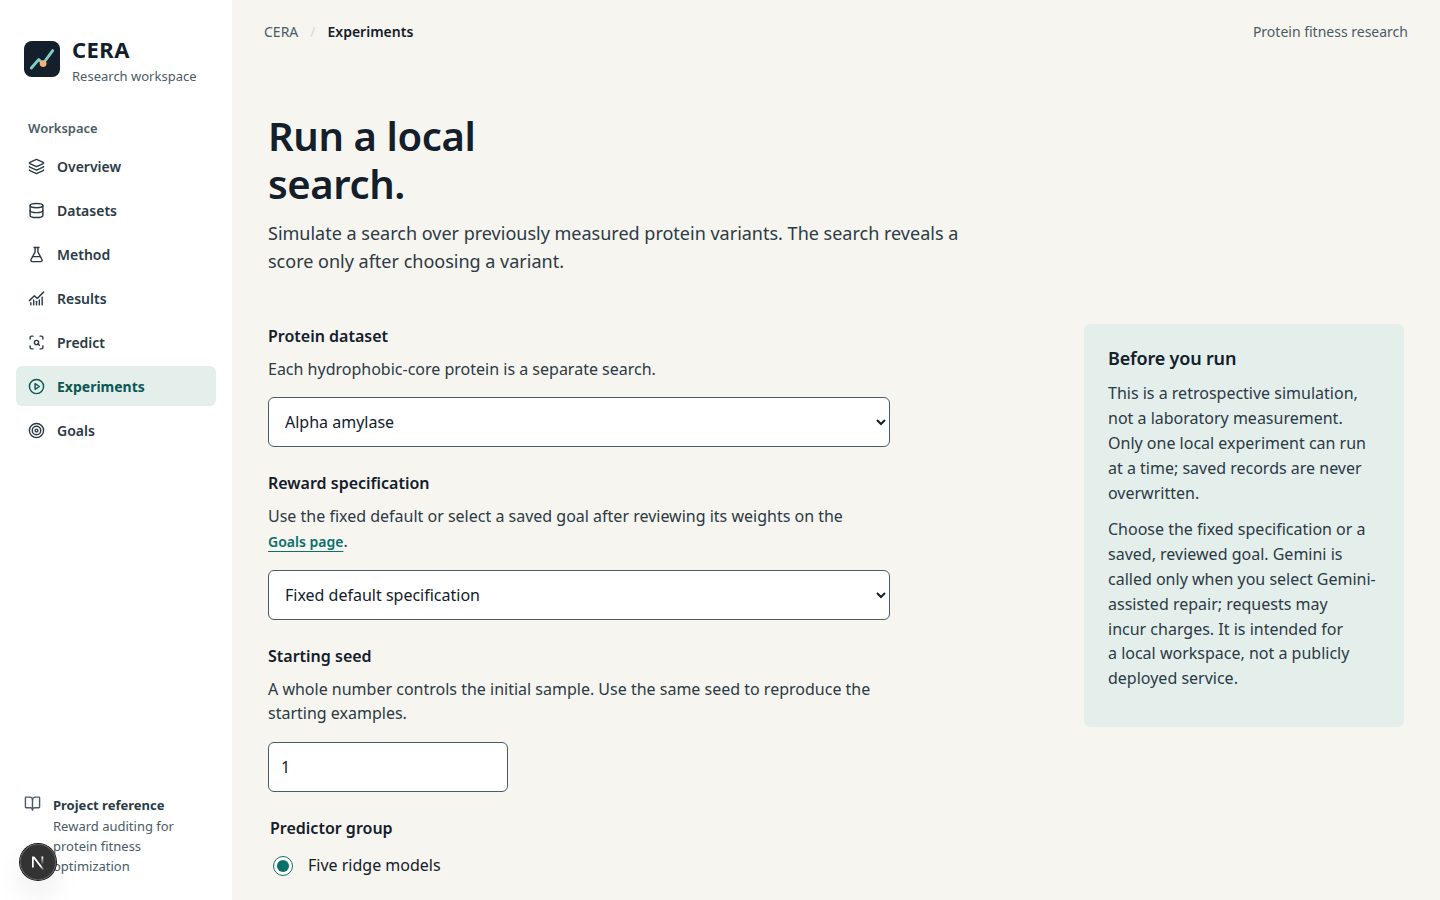 CERA
Research workspace
Workspace
Overview
Datasets
Method
Results
Predict
Experiments
Goals
Project reference
Reward auditing for
protein fitness
optimization
N
CERA / Experiments
Protein fitness research
Run a local
search.
Simulate a search over previously measured protein variants. The search reveals a
score only after choosing a variant.
Protein dataset
Each hydrophobic-core protein is a separate search.
Alpha amylase
Reward specification
Use the fixed default or select a saved goal after reviewing its weights on the
Goals page.
Fixed default specification
Starting seed
A whole number controls the initial sample. Use the same seed to reproduce the
starting examples.
1
Predictor group
Five ridge models
Before you run
This is a retrospective simulation,
not a laboratory measurement.
Only one local experiment can run
at a time; saved records are never
overwritten.
Choose the fixed specification or a
saved, reviewed goal. Gemini is
called only when you select Gemini-
assisted repair; requests may
incur charges. It is intended for
a local workspace, not a publicly
deployed service.